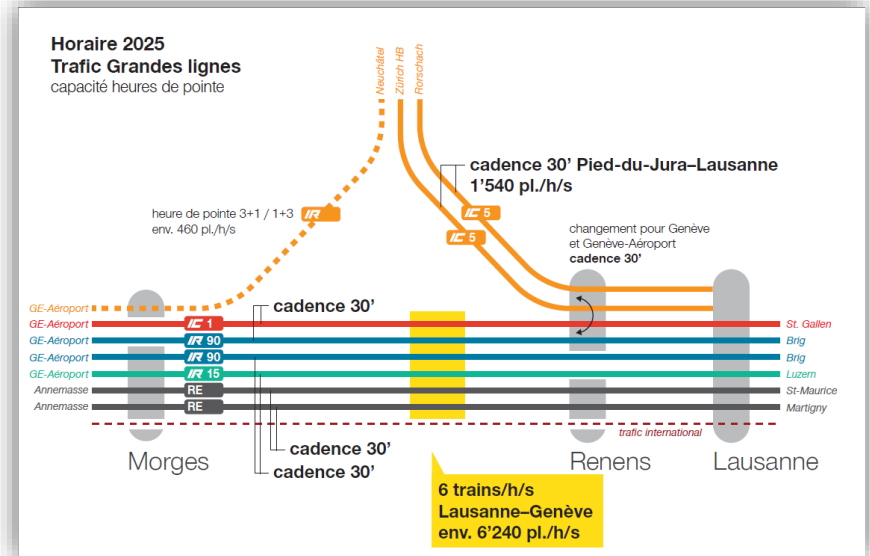 Horaire 2025
Trafic Grandes lignes
capacité heures de pointe
Neuchâtel
Zürich HB
Rorschach
cadence 30’ Pied-du-Jura–Lausanne
1’540 pl./h/s
heure de pointe 3+1 / 1+3 IR
env. 460 pl./h/s
IC 5
IC 5
changement pour Genève
et Genève-Aéroport
cadence 30’
GE-Aéroport
cadence 30’
GE-Aéroport IC 1 St. Gallen
GE-Aéroport IR 90 Brig
GE-Aéroport IR 90 Brig
GE-Aéroport IR 15 Luzern
Annemasse RE St-Maurice
Annemasse RE Martigny
trafic international
cadence 30’
cadence 30’
Morges
Renens
Lausanne
6 trains/h/s
Lausanne–Genève
env. 6’240 pl./h/s